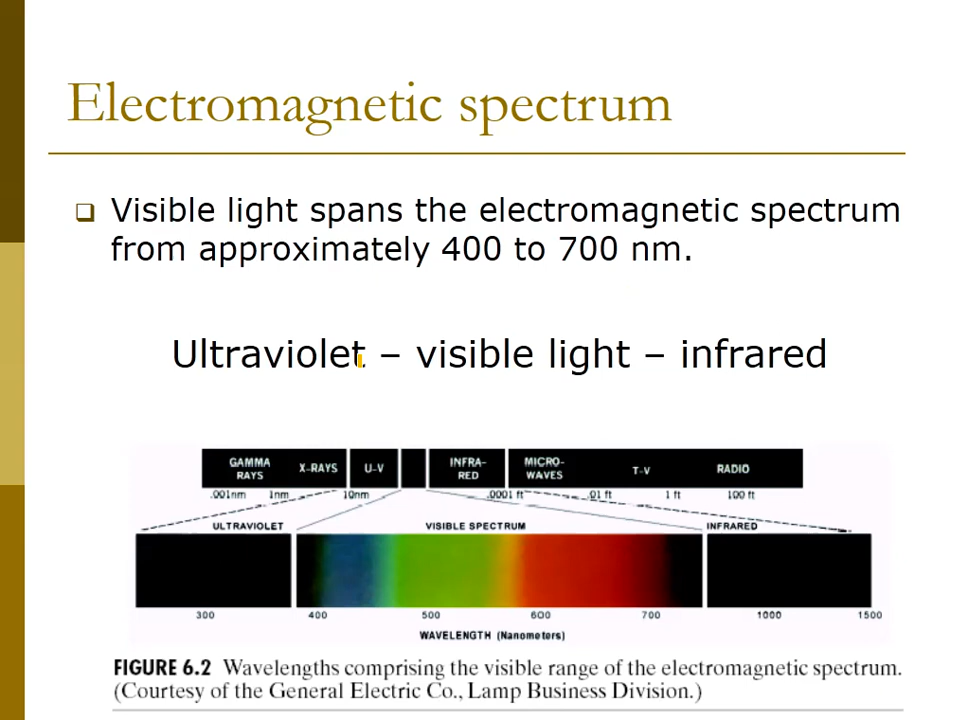 Electromagnetic spectrum
Visible light spans the electromagnetic spectrum
from approximately 400 to 700 nm.
Ultraviolet – visible light – infrared
GAMMA RAYS X-RAYS U-V INFRA-RED MICRO-WAVES T-V RADIO
.001nm 1nm 10nm .0001 ft .01 ft 1 ft 100 ft
ULTRAVIOLET VISIBLE SPECTRUM INFRARED
300 400 500 600 700 1000 1500
WAVELENGTH (Nanometers)
FIGURE 6.2 Wavelengths comprising the visible range of the electromagnetic spectrum.
(Courtesy of the General Electric Co., Lamp Business Division.)